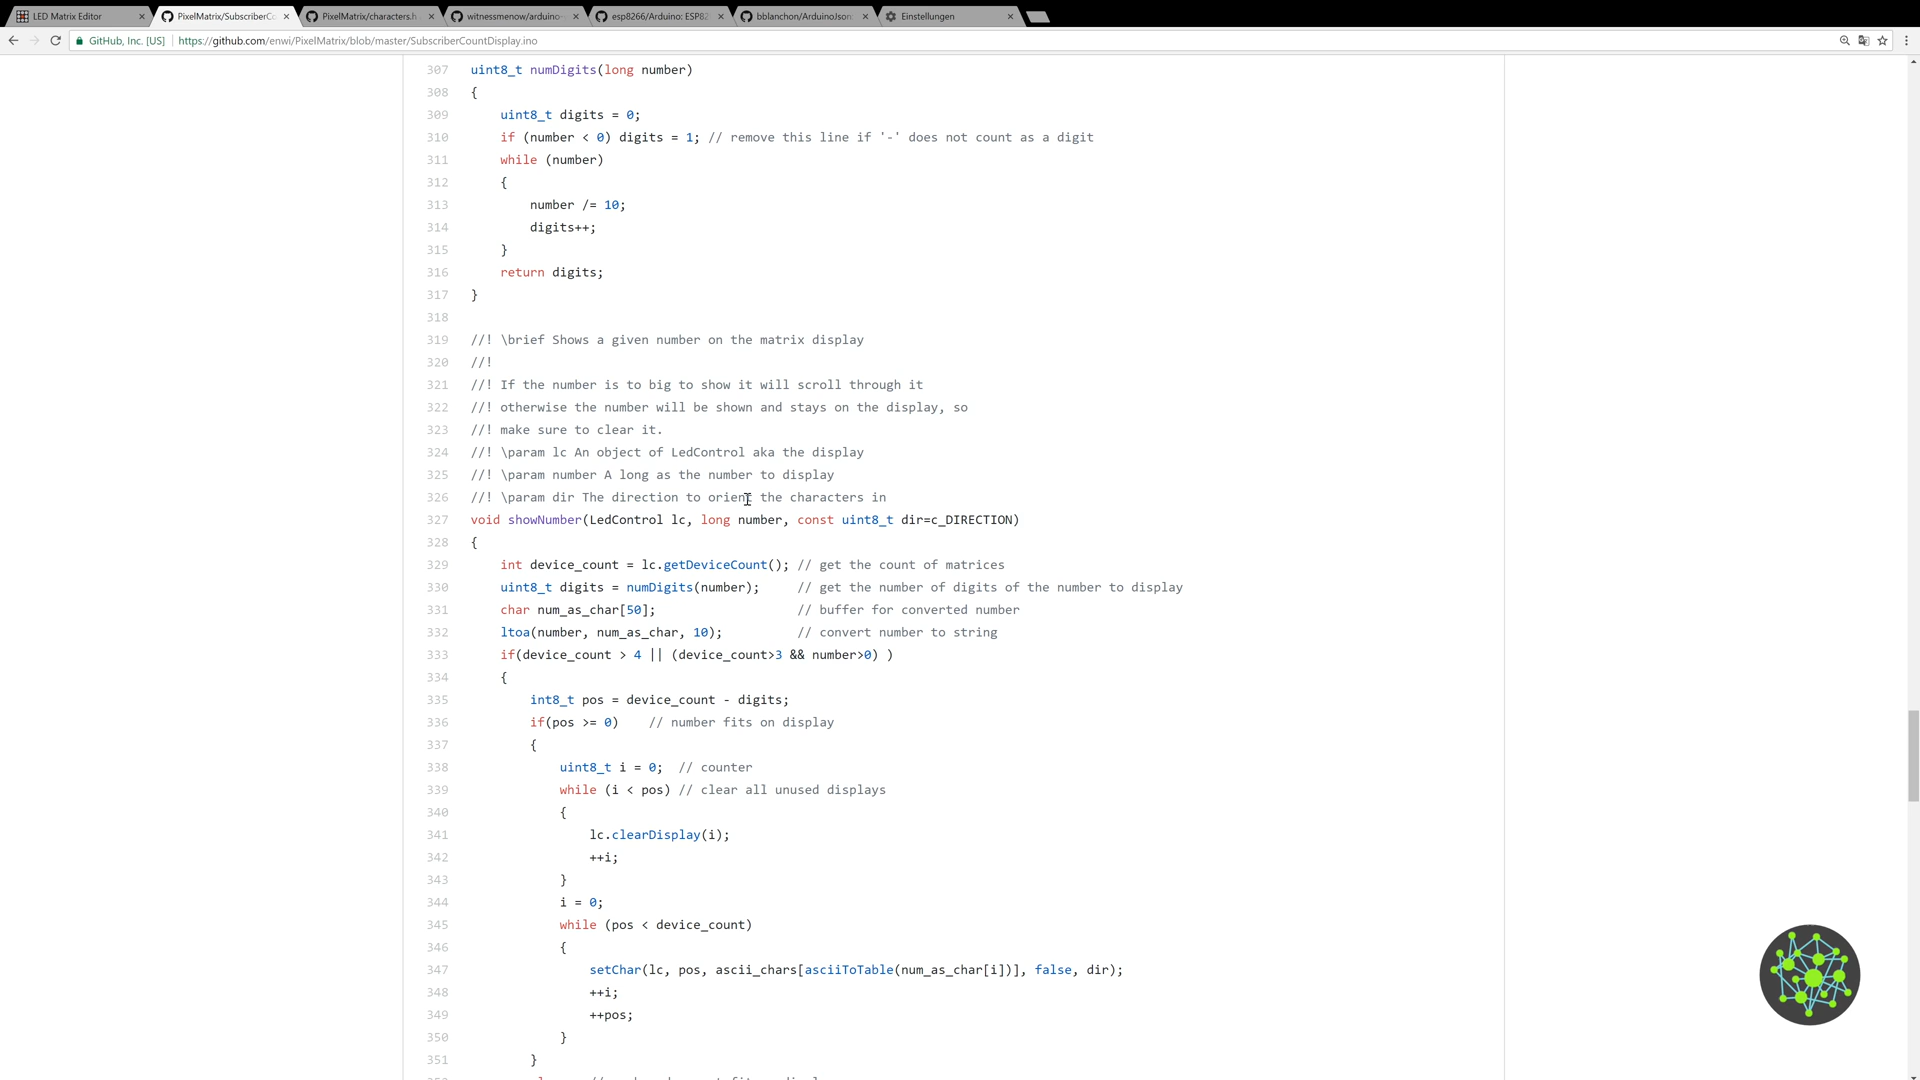 LED Matrix Editor
PixelMatrix/SubscriberCo
PixelMatrix/characters.h
witnessmenow/arduino-
esp8266/Arduino: ESP82
bblanchon/ArduinoJson:
Einstellungen
GitHub, Inc. [US] https://github.com/enwi/PixelMatrix/blob/master/SubscriberCountDisplay.ino
307 uint8_t numDigits(long number)
308 {
309 uint8_t digits = 0;
310 if (number < 0) digits = 1; // remove this line if '-' does not count as a digit
311 while (number)
312 {
313 number /= 10;
314 digits++;
315 }
316 return digits;
317 }
318
319 //! \brief Shows a given number on the matrix display
320 //!
321 //! If the number is to big to show it will scroll through it
322 //! otherwise the number will be shown and stays on the display, so
323 //! make sure to clear it.
324 //! \param lc An object of LedControl aka the display
325 //! \param number A long as the number to display
326 //! \param dir The direction to orient the characters in
327 void showNumber(LedControl lc, long number, const uint8_t dir=c_DIRECTION)
328 {
329 int device_count = lc.getDeviceCount(); // get the count of matrices
330 uint8_t digits = numDigits(number); // get the number of digits of the number to display
331 char num_as_char[50]; // buffer for converted number
332 ltoa(number, num_as_char, 10); // convert number to string
333 if(device_count > 4 || (device_count>3 && number>0) )
334 {
335 int8_t pos = device_count - digits;
336 if(pos >= 0) // number fits on display
337 {
338 uint8_t i = 0; // counter
339 while (i < pos) // clear all unused displays
340 {
341 lc.clearDisplay(i);
342 ++i;
343 }
344 i = 0;
345 while (pos < device_count)
346 {
347 setChar(lc, pos, ascii_chars[asciiToTable(num_as_char[i])], false, dir);
348 ++i;
349 ++pos;
350 }
351 }